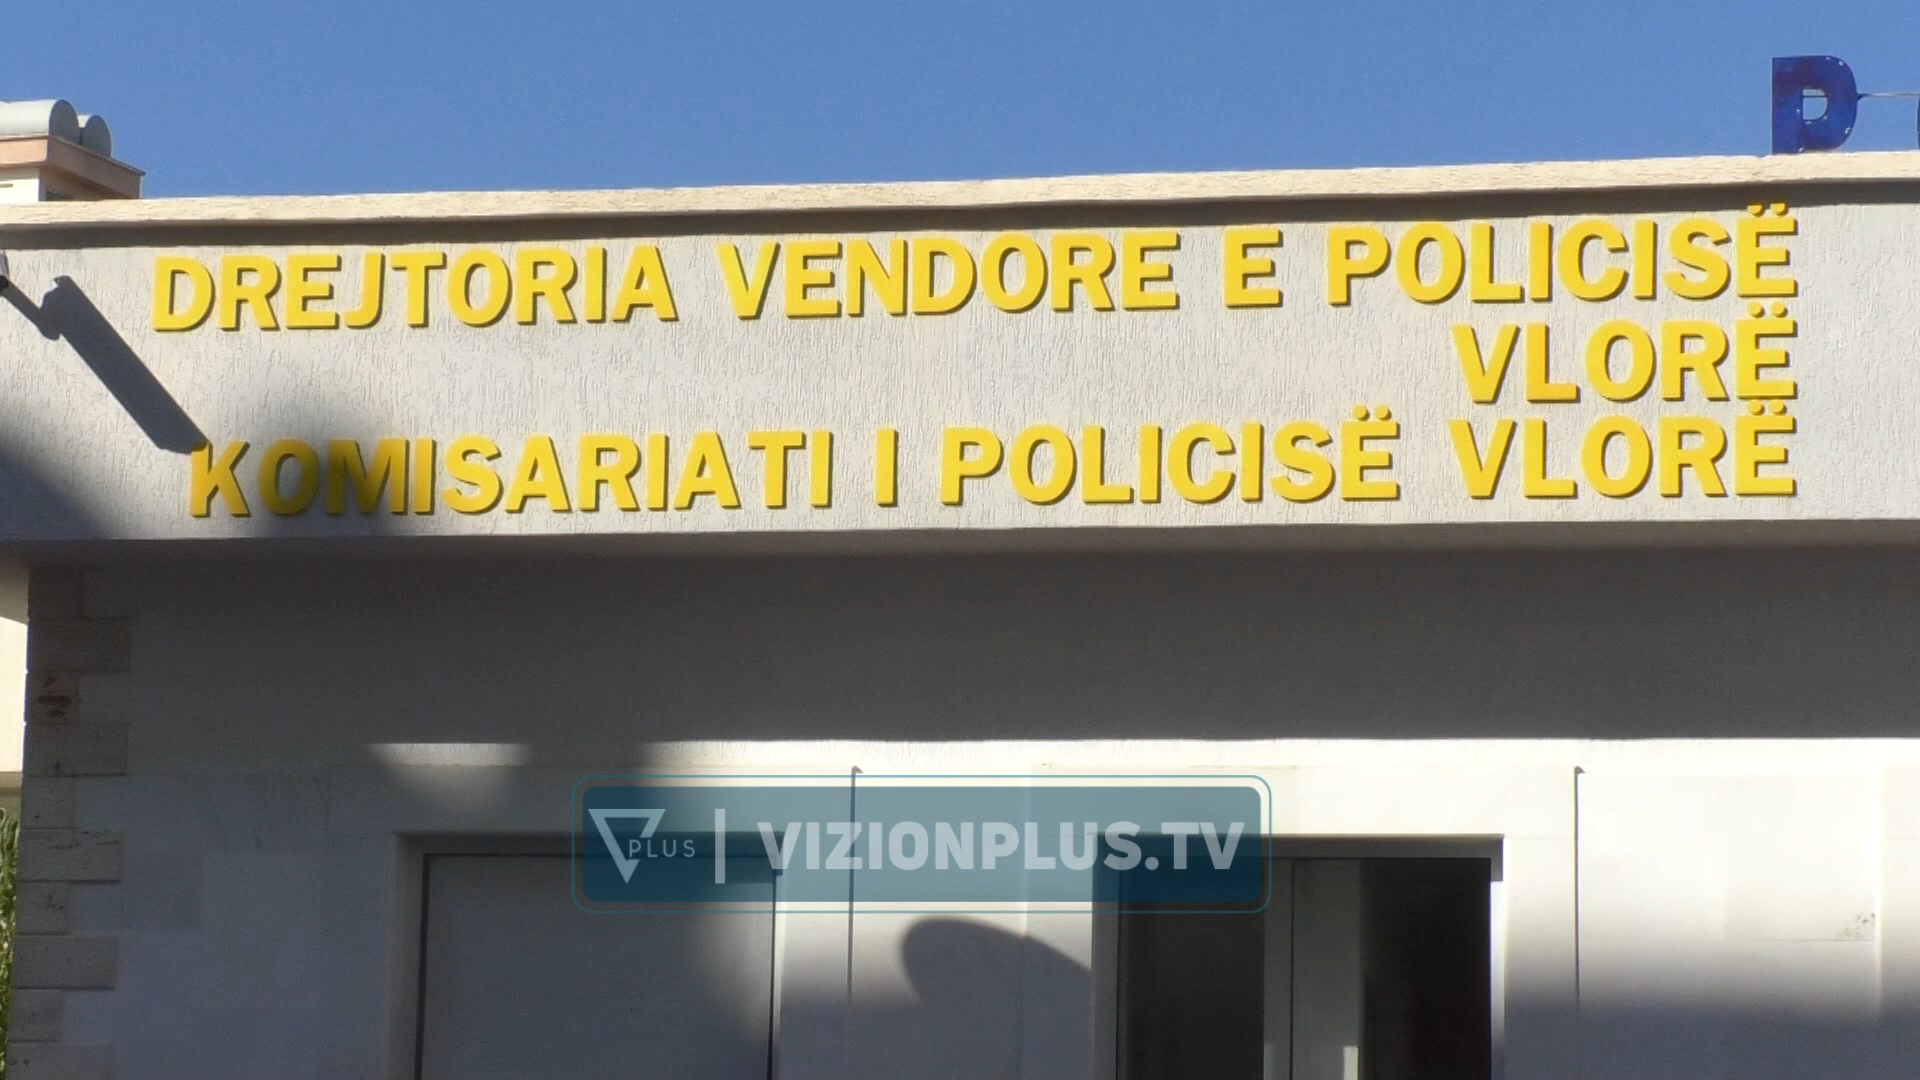 P
DREJTORIA VENDORE E POLICISË
VLORË
KOMISARIATI I POLICISË VLORË
PLUS | VIZIONPLUS.TV